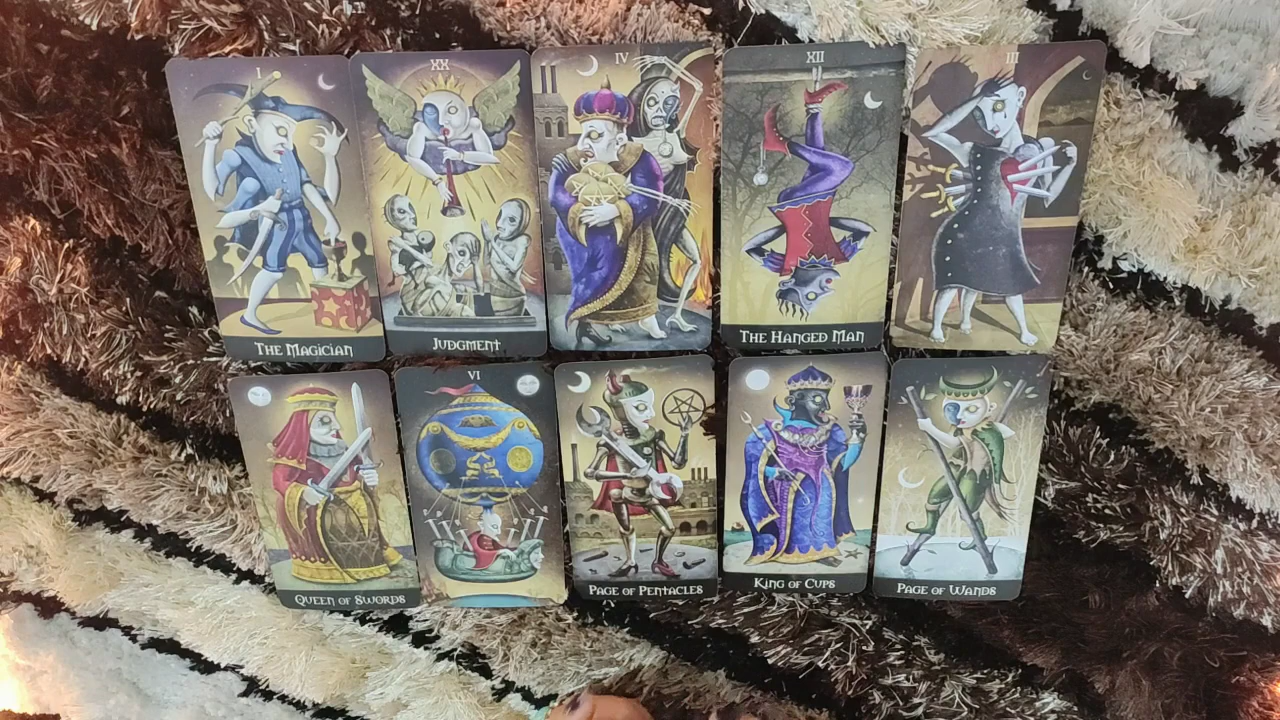 I
XX
IV
XII
III
THE MAGICIAN
JUDGMENT
THE HANGED MAN
VI
QUEEN OF SWORDS
PAGE OF PENTACLES
KING OF CUPS
PAGE OF WANDS